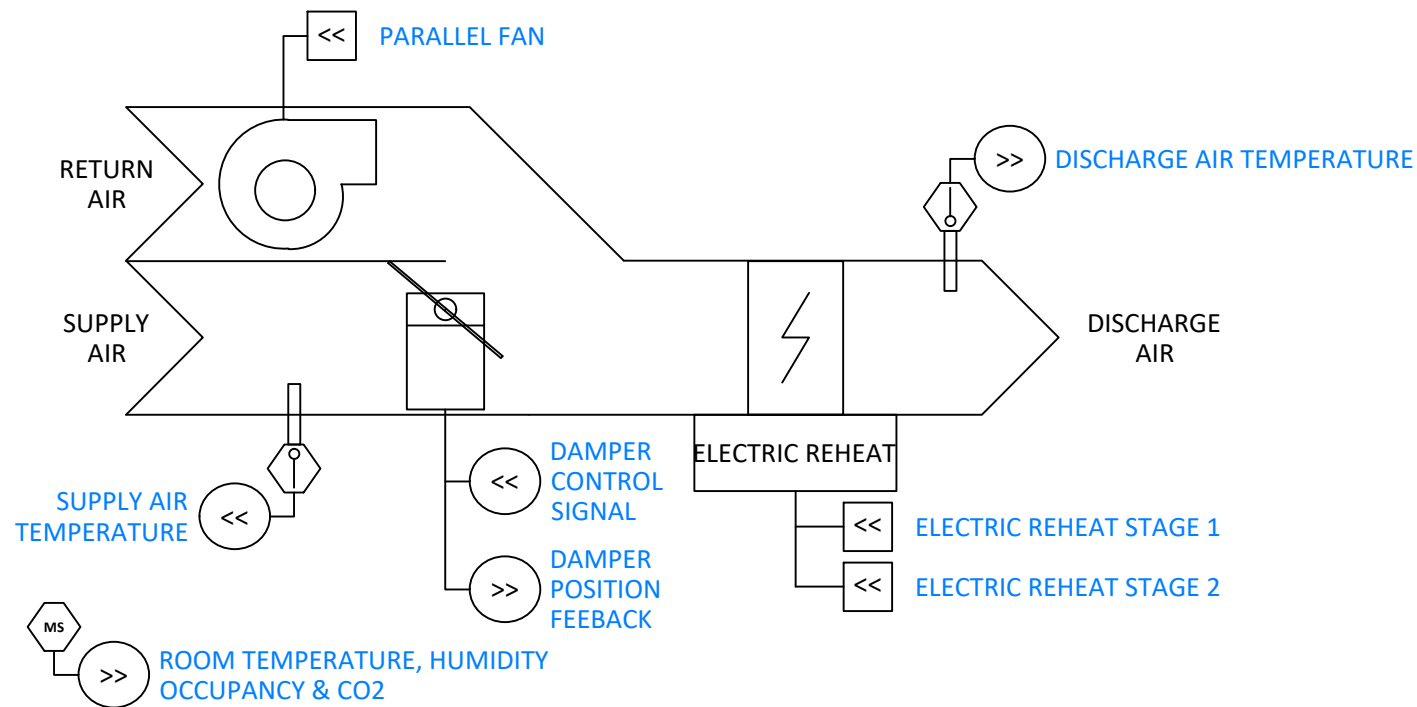 << PARALLEL FAN
RETURN
AIR
>> DISCHARGE AIR TEMPERATURE
SUPPLY
AIR
DISCHARGE
AIR
ELECTRIC REHEAT
<< DAMPER
CONTROL
SIGNAL
SUPPLY AIR
TEMPERATURE <<
<< ELECTRIC REHEAT STAGE 1
>> DAMPER
POSITION
FEEBACK
<< ELECTRIC REHEAT STAGE 2
MS
>> ROOM TEMPERATURE, HUMIDITY
OCCUPANCY & CO2